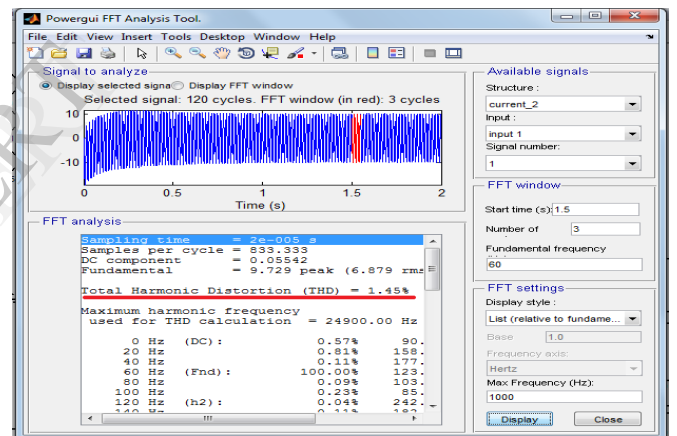 Powergui FFT Analysis Tool.
File Edit View Insert Tools Desktop Window Help
Signal to analyze
Display selected signa Display FFT window
Selected signal: 120 cycles. FFT window (in red): 3 cycles
10
0
-10
0 0.5 1 1.5 2
Time (s)
FFT analysis
Sampling time = 2e-005 s
Samples per cycle = 833.333
DC component = 0.05542
Fundamental = 9.729 peak (6.879 rms
Total Harmonic Distortion (THD) = 1.45%
Maximum harmonic frequency
used for THD calculation = 24900.00 Hz
0 Hz (DC): 0.57% 90.
20 Hz 0.81% 158.
40 Hz 0.11% 177.
60 Hz (Fnd): 100.00% 123.
80 Hz 0.09% 103.
100 Hz 0.23% 85.
120 Hz (h2): 0.04% 242.
140 Hz 0.11% 182.
Available signals
Structure :
current_2
Input :
input 1
Signal number:
1
FFT window
Start time (s): 1.5
Number of 3
Fundamental frequency
60
FFT settings
Display style :
List (relative to fundame...
Base 1.0
Frequency axis:
Hertz
Max Frequency (Hz):
1000
Display Close